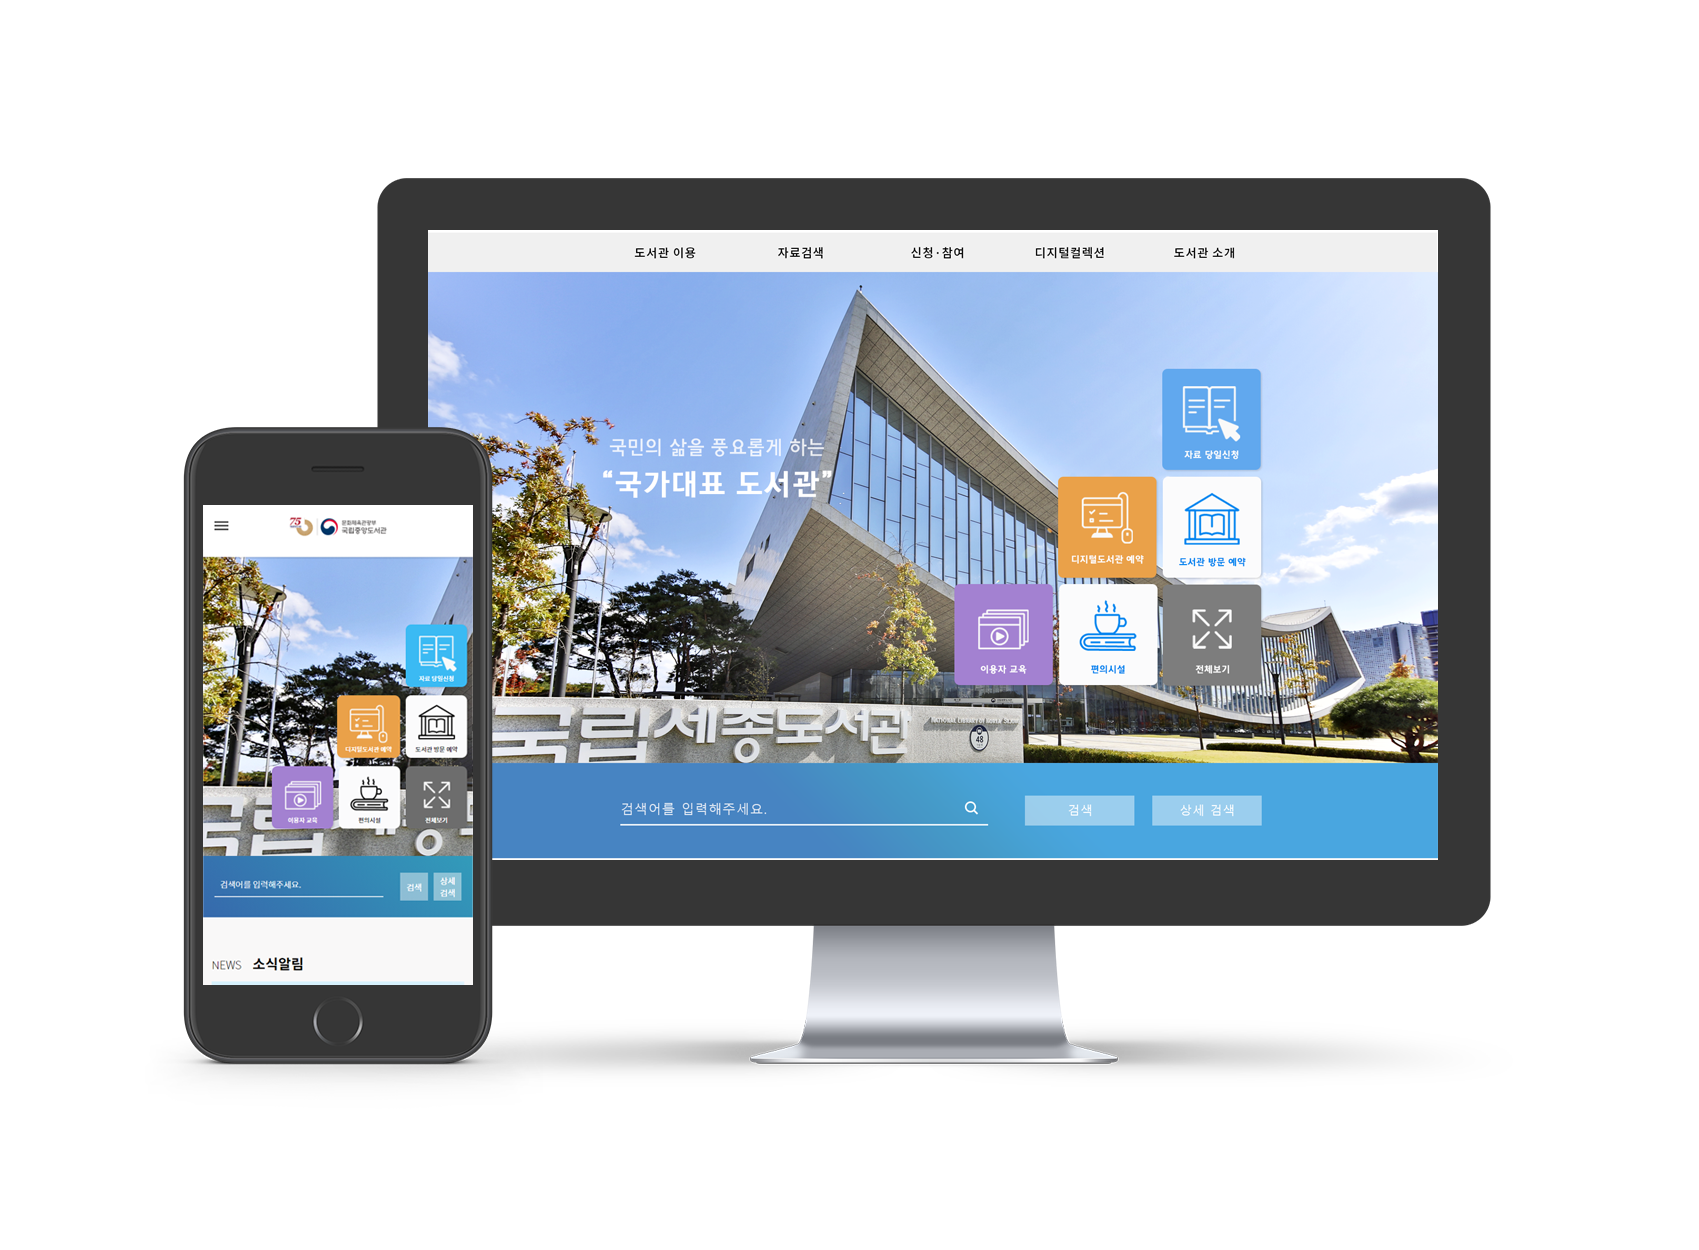 도서관 이용
자료검색
신청·참여
디지털컬렉션
도서관 소개
국민의 삶을 풍요롭게 하는
“국가대표 도서관”
자료 당일신청
디지털도서관 예약
도서관 방문 예약
이용자 교육
편의시설
전체보기
국립세종도서관
NATIONAL LIBRARY OF KOREA, SEJONG
48
검색어를 입력해주세요.
검색
상세 검색
75
문화체육관광부
국립중앙도서관
자료 당일신청
디지털도서관 예약
도서관 방문 예약
이용자 교육
편의시설
전체보기
검색어를 입력해주세요.
검색
상세
검색
NEWS 소식알림